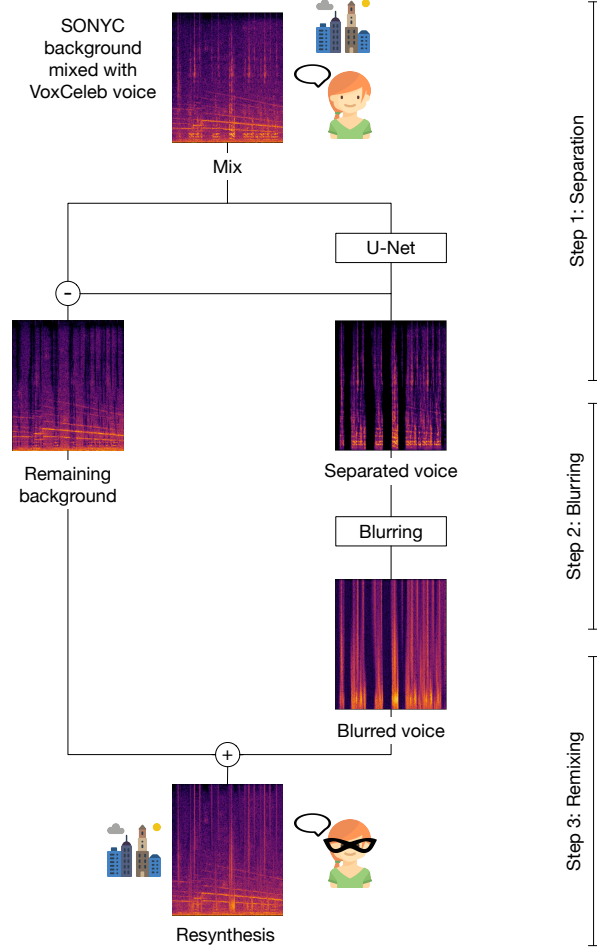 SONYC
background
mixed with
VoxCeleb voice
Mix
U-Net
-
Remaining
background
Separated voice
Blurring
Blurred voice
+
Resynthesis
Step 1: Separation
Step 2: Blurring
Step 3: Remixing